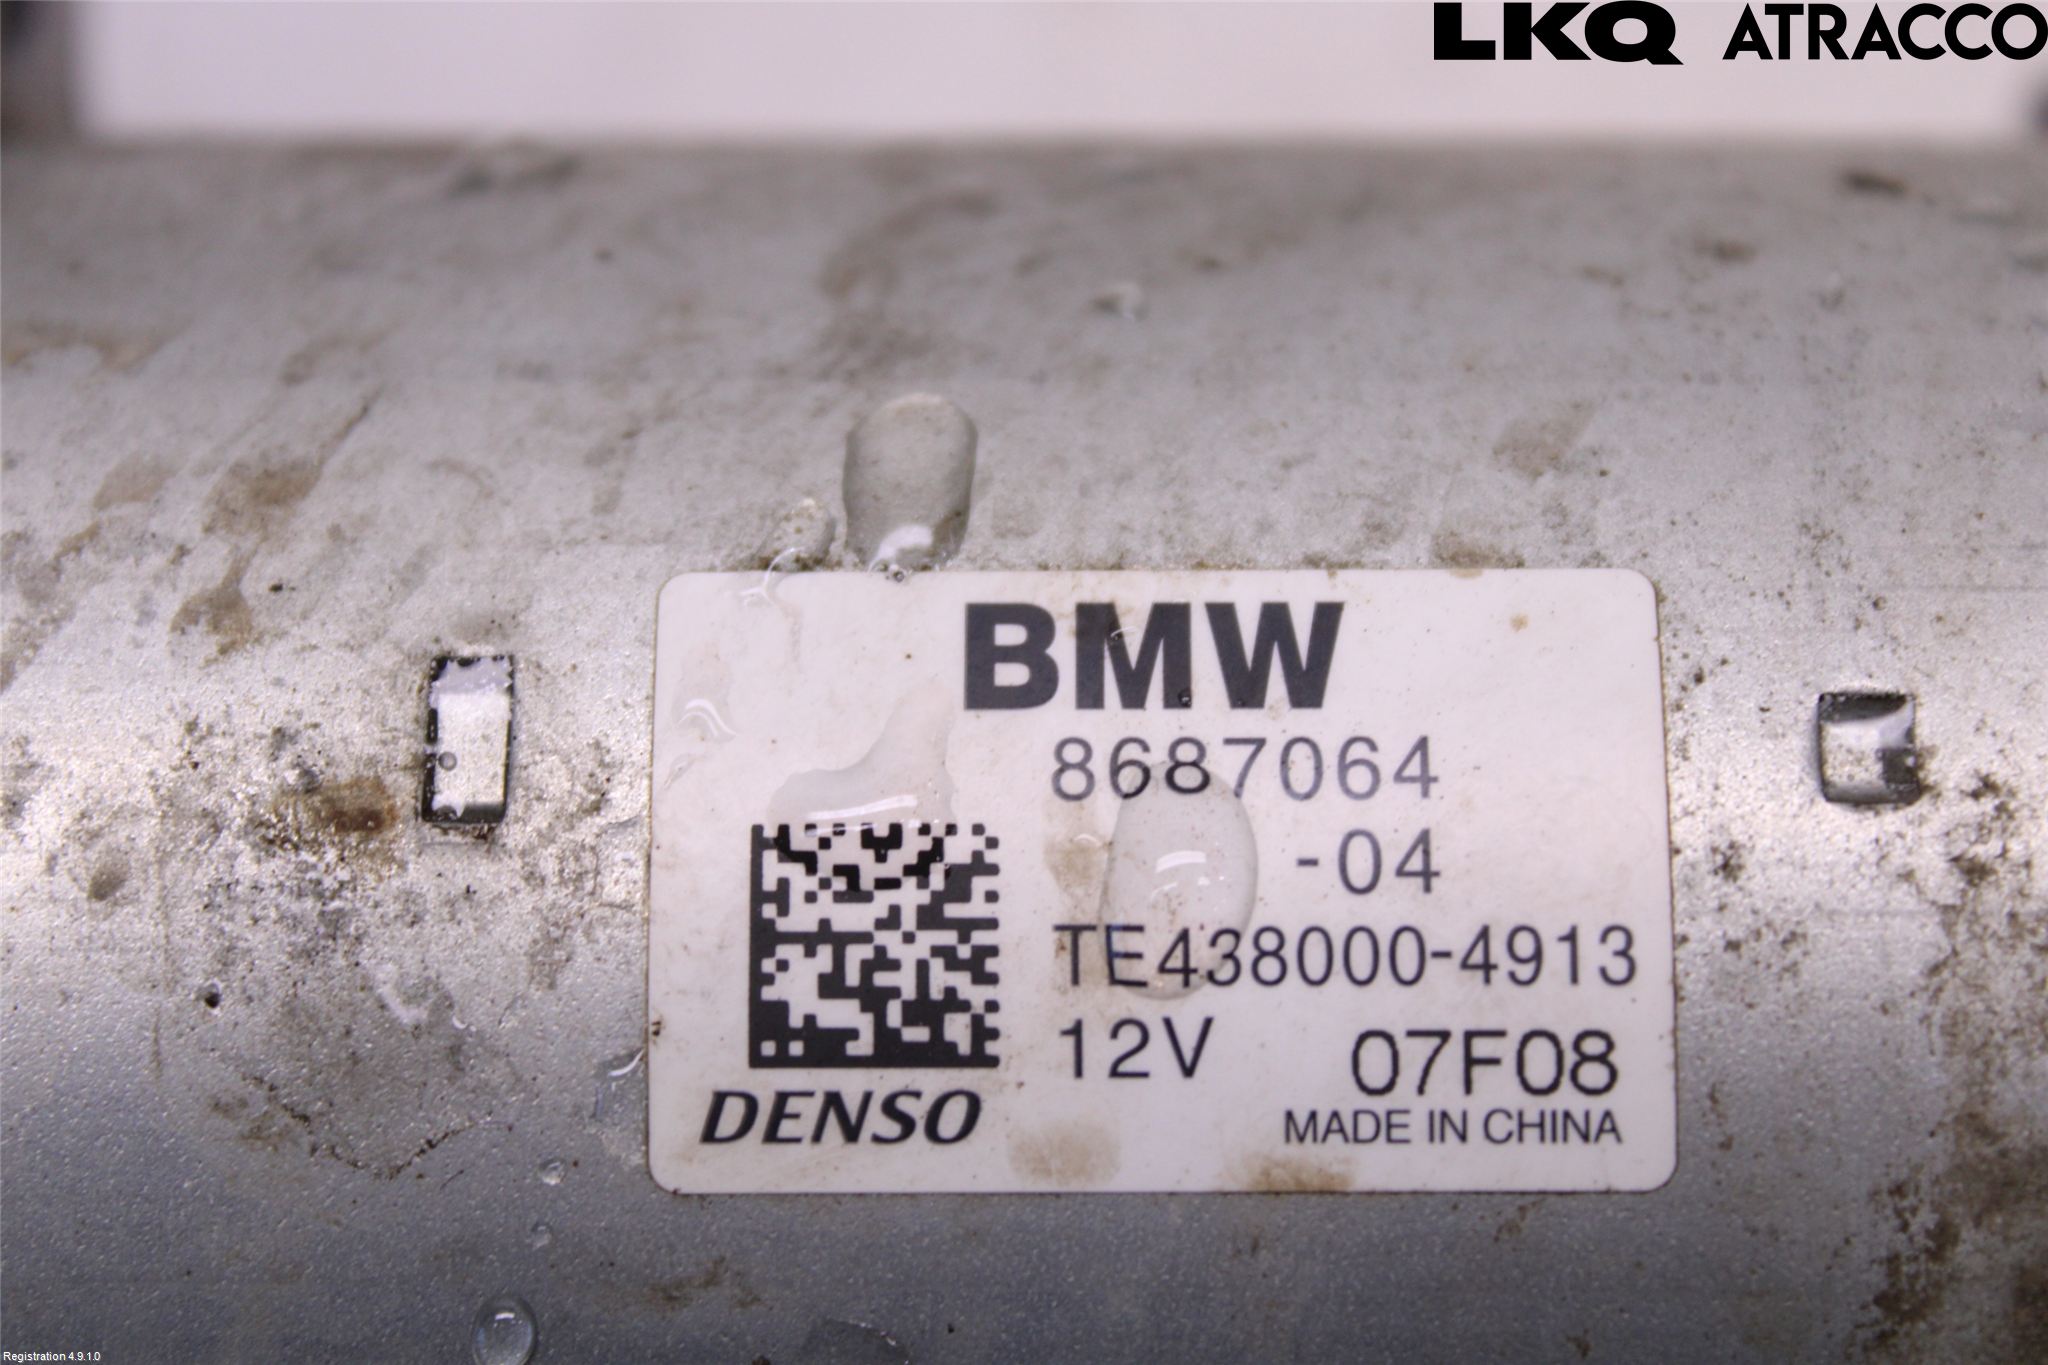 LKQ ATRACCO
BMW
8687064
-04
TE438000-4913
12V 07F08
DENSO
MADE IN CHINA
Registration 4.9.1.0